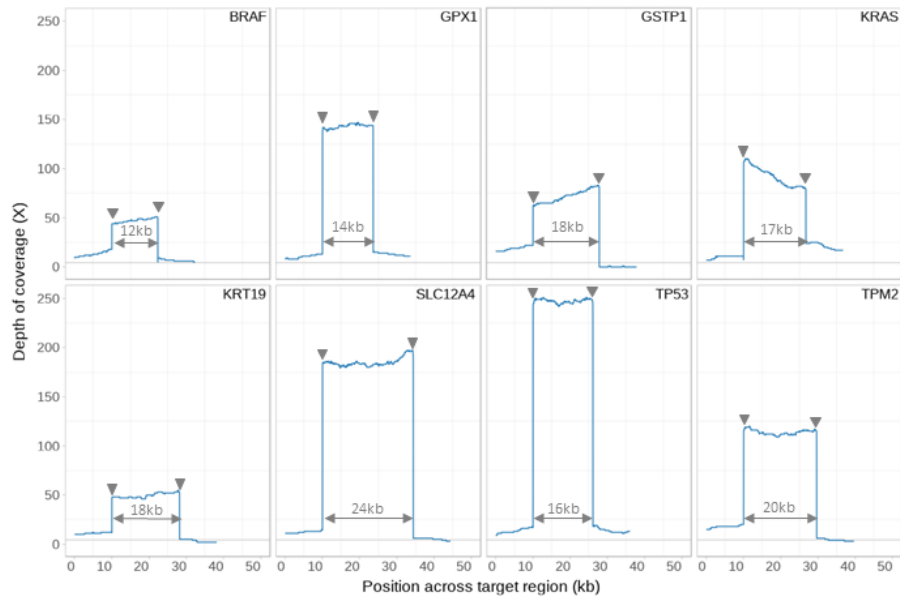 BRAF GPX1 GSTP1 KRAS
250
200
150
100
50
0
12kb 14kb 18kb 17kb
Depth of coverage (X)
KRT19 SLC12A4 TP53 TPM2
250
200
150
100
50
0
18kb 24kb 16kb 20kb
0 10 20 30 40 50 0 10 20 30 40 50 0 10 20 30 40 50 0 10 20 30 40 50
Position across target region (kb)